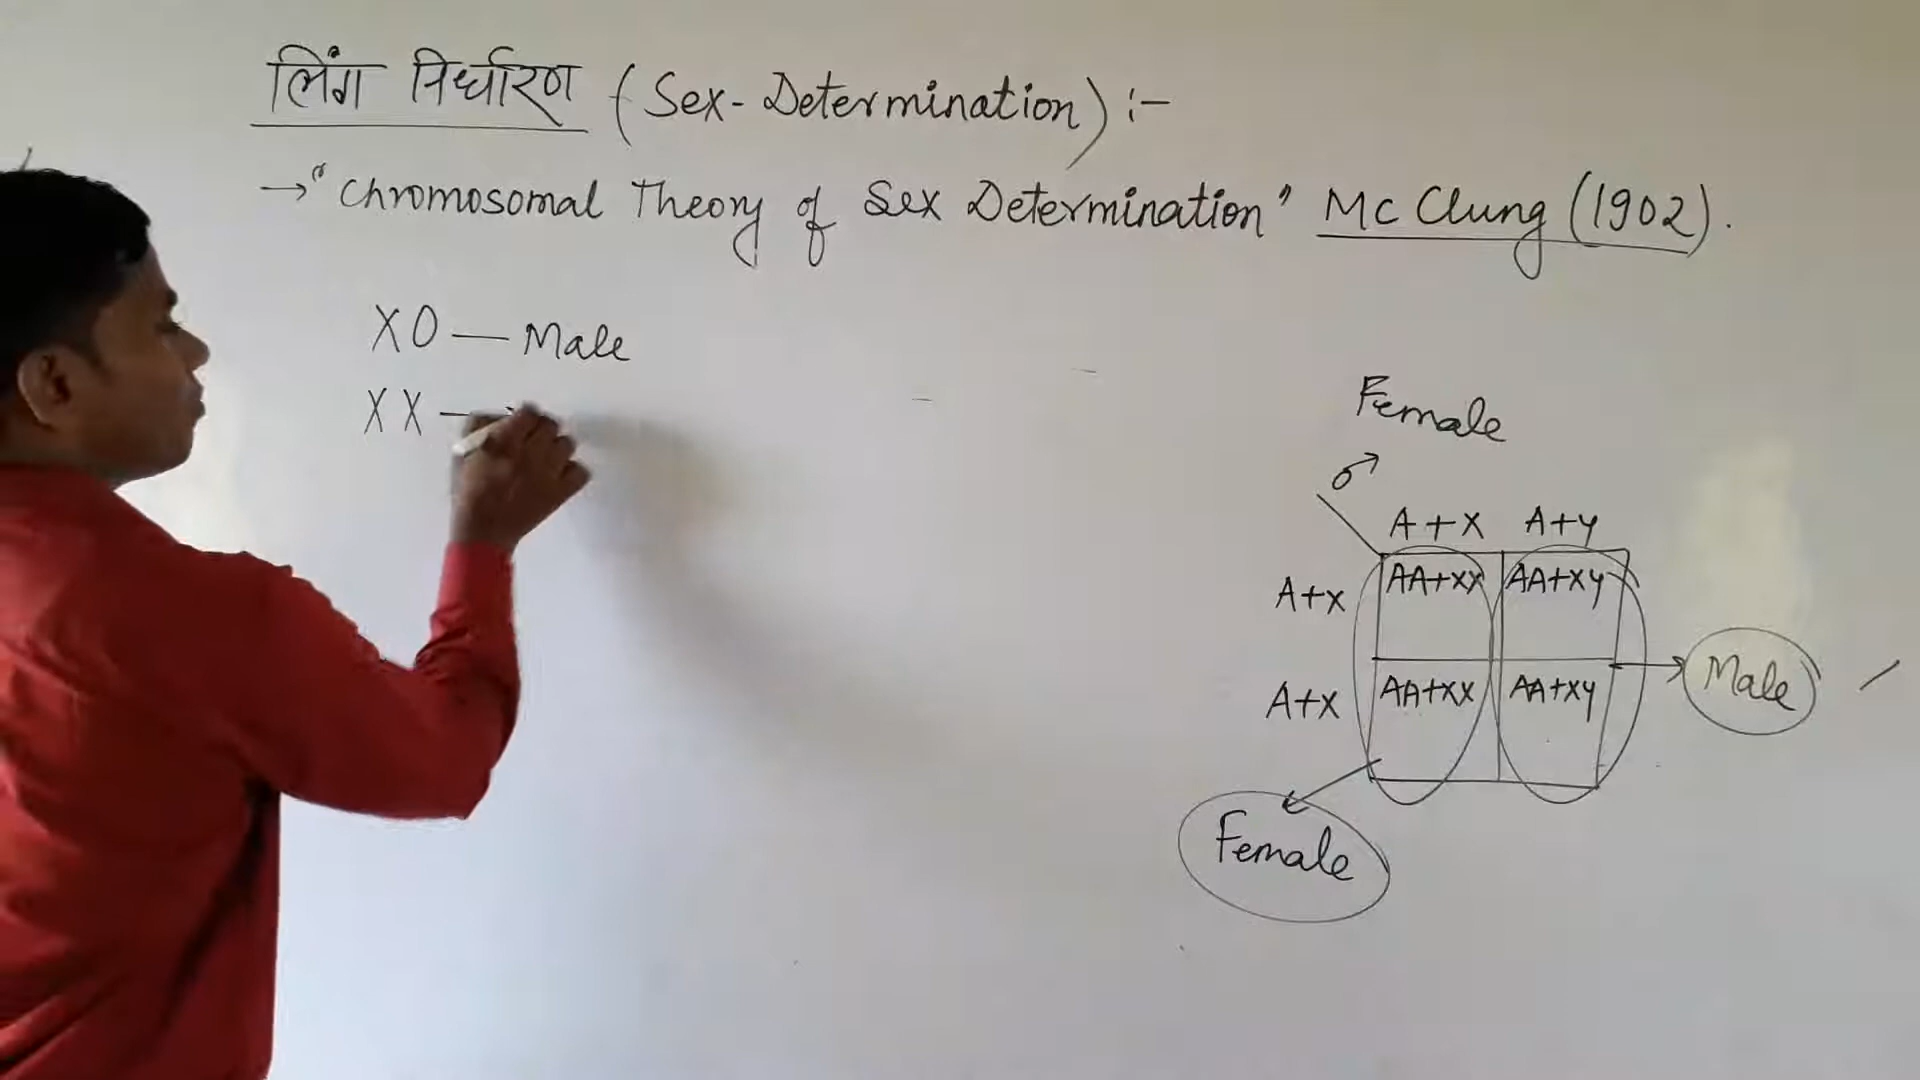 लिंग निर्धारण (Sex-Determination) :-
→ "Chromosomal Theory of Sex Determination" Mc Clung (1902).
XO — Male
XX —
Female
♂
A+X A+y
A+x AA+XX AA+Xy
A+x AA+XX AA+Xy
Male
Female